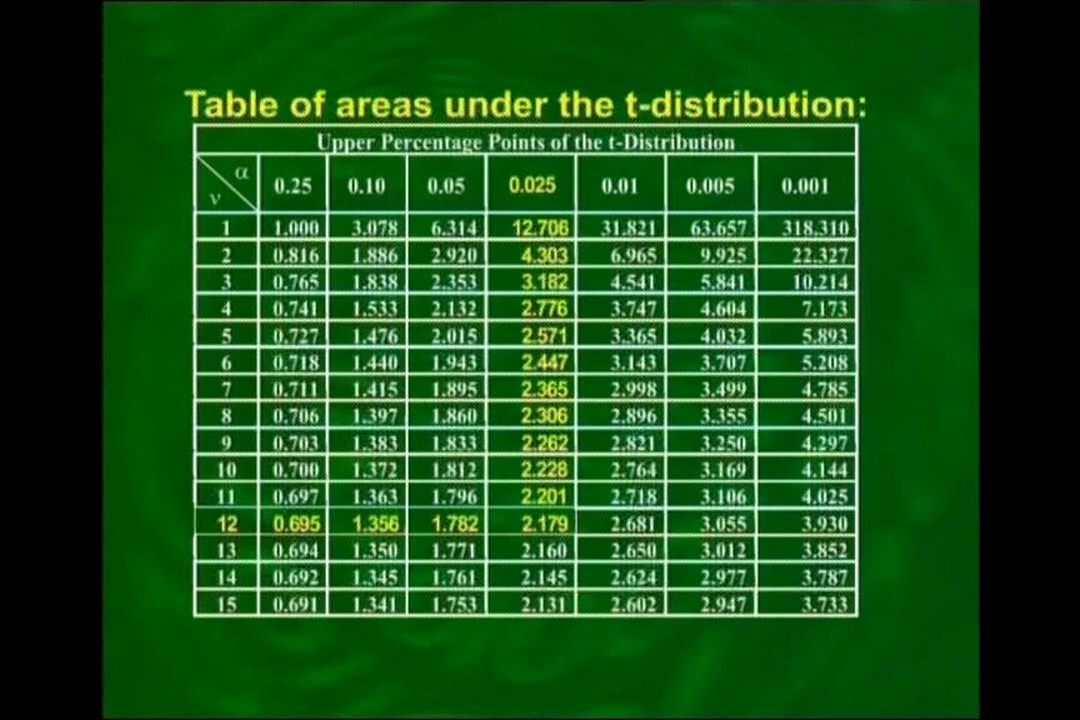 Table of areas under the t-distribution:
Upper Percentage Points of the t-Distribution
α
ν 0.25 0.10 0.05 0.025 0.01 0.005 0.001
1 1.000 3.078 6.314 12.706 31.821 63.657 318.310
2 0.816 1.886 2.920 4.303 6.965 9.925 22.327
3 0.765 1.838 2.353 3.182 4.541 5.841 10.214
4 0.741 1.533 2.132 2.776 3.747 4.604 7.173
5 0.727 1.476 2.015 2.571 3.365 4.032 5.893
6 0.718 1.440 1.943 2.447 3.143 3.707 5.208
7 0.711 1.415 1.895 2.365 2.998 3.499 4.785
8 0.706 1.397 1.860 2.306 2.896 3.355 4.501
9 0.703 1.383 1.833 2.262 2.821 3.250 4.297
10 0.700 1.372 1.812 2.228 2.764 3.169 4.144
11 0.697 1.363 1.796 2.201 2.718 3.106 4.025
12 0.695 1.356 1.782 2.179 2.681 3.055 3.930
13 0.694 1.350 1.771 2.160 2.650 3.012 3.852
14 0.692 1.345 1.761 2.145 2.624 2.977 3.787
15 0.691 1.341 1.753 2.131 2.602 2.947 3.733